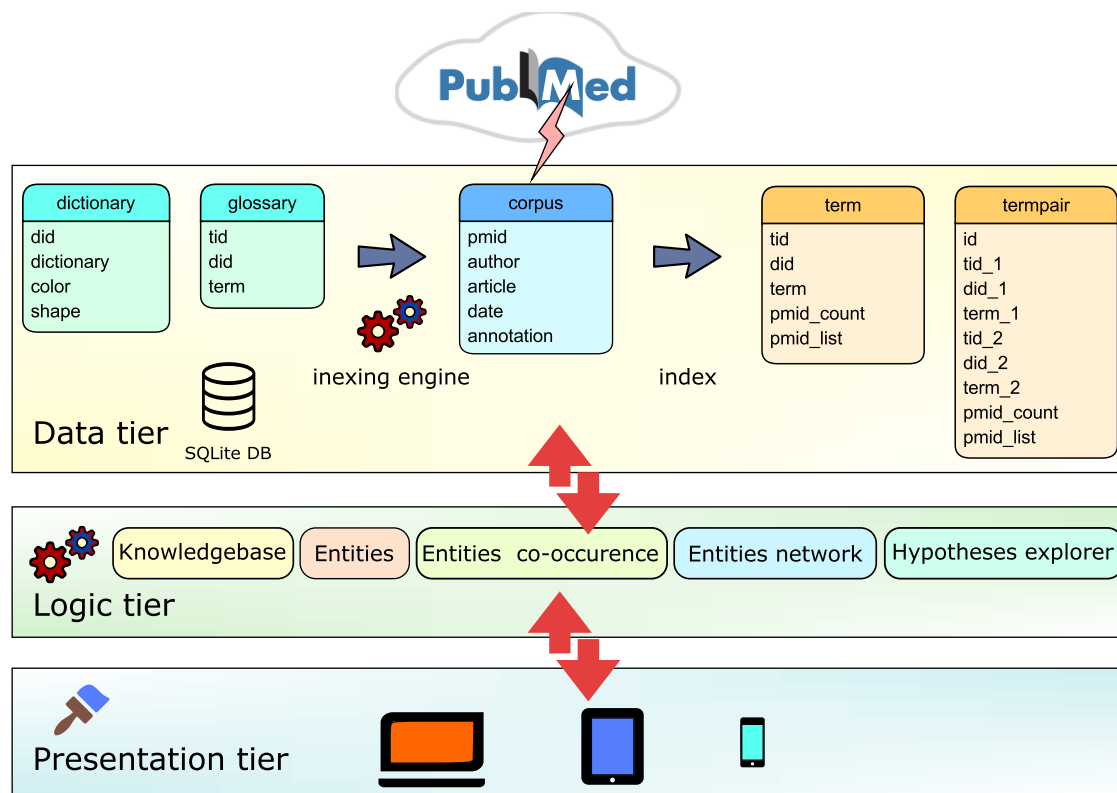 PubMed
dictionary
did
dictionary
color
shape
glossary
tid
did
term
corpus
pmid
author
article
date
annotation
term
tid
did
term
pmid_count
pmid_list
termpair
id
tid_1
did_1
term_1
tid_2
did_2
term_2
pmid_count
pmid_list
inexing engine
index
SQLite DB
Data tier
Knowledgebase
Entities
Entities co-occurence
Entities network
Hypotheses explorer
Logic tier
Presentation tier